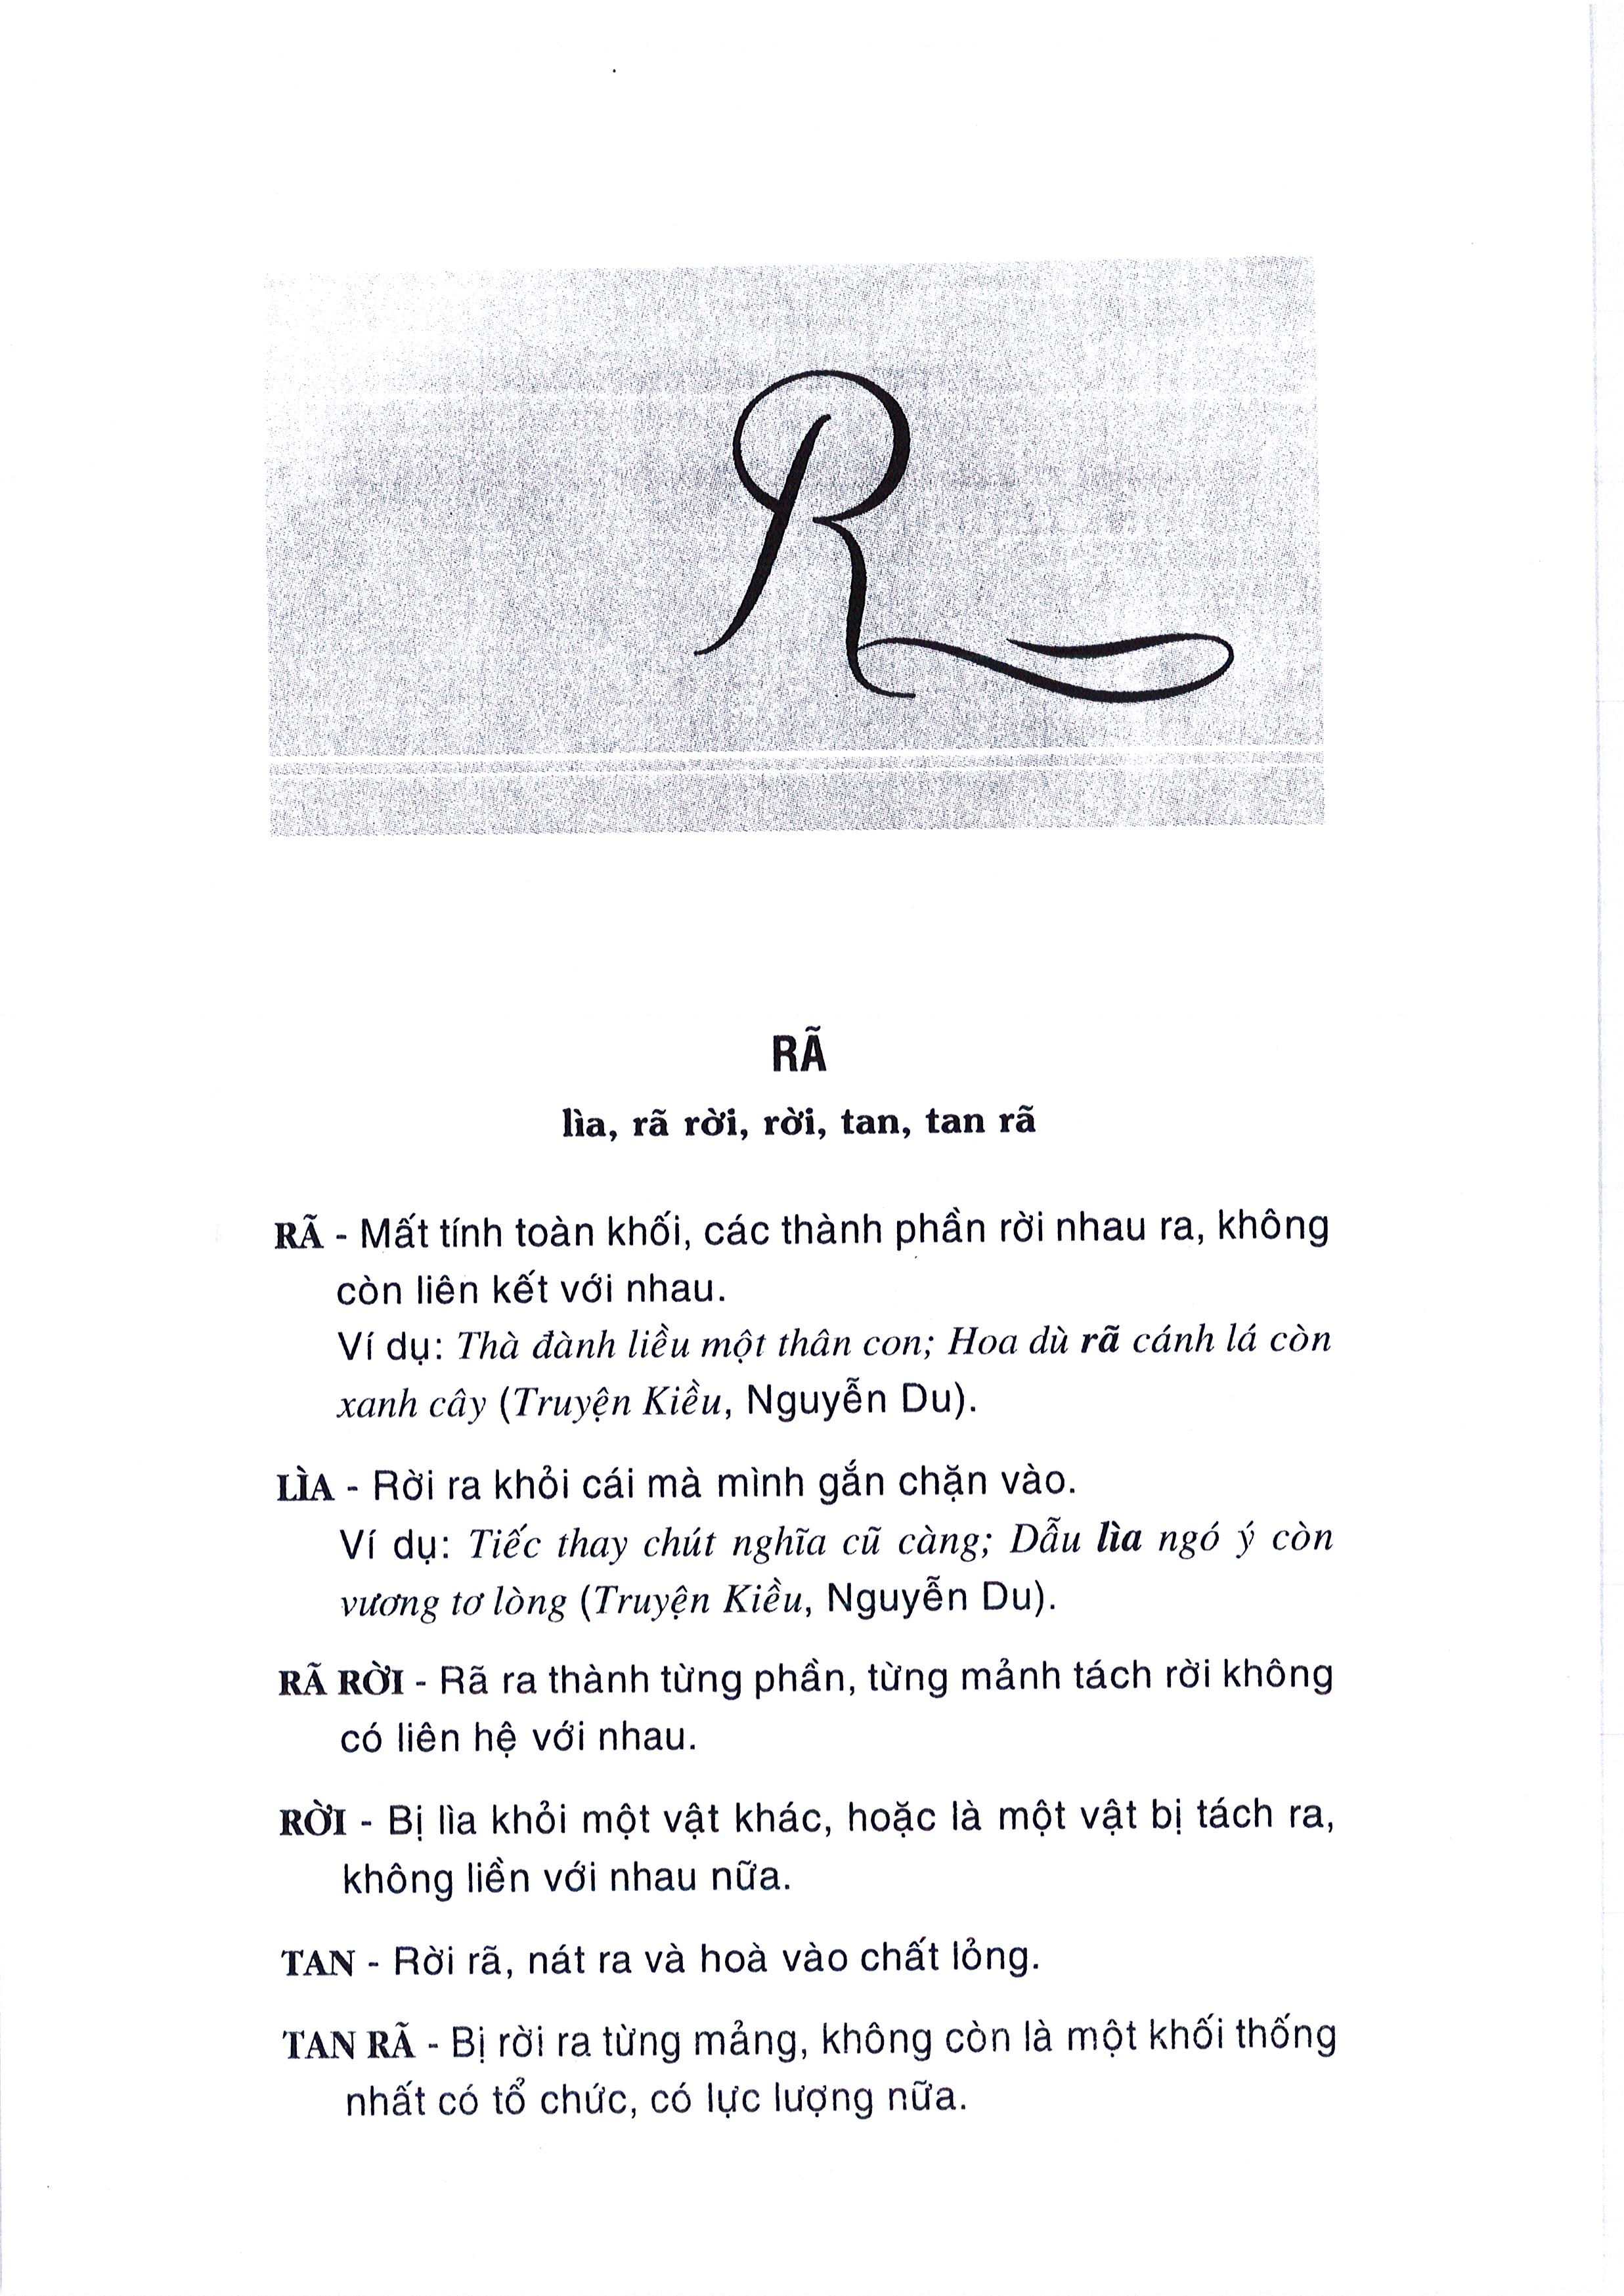 R
RÃ
lìa, rã rời, rời, tan, tan rã
RÃ - Mất tính toàn khối, các thành phần rời nhau ra, không
còn liên kết với nhau.
Ví dụ: Thà đành liều một thân con; Hoa dù rã cánh lá còn
xanh cây (Truyện Kiều, Nguyễn Du).
LÌA - Rời ra khỏi cái mà mình gắn chặn vào.
Ví dụ: Tiếc thay chút nghĩa cũ càng; Dẫu lìa ngó ý còn
vương tơ lòng (Truyện Kiều, Nguyễn Du).
RÃ RỜI - Rã ra thành từng phần, từng mảnh tách rời không
có liên hệ với nhau.
RỜI - Bị lìa khỏi một vật khác, hoặc là một vật bị tách ra,
không liền với nhau nữa.
TAN - Rời rã, nát ra và hoà vào chất lỏng.
TAN RÃ - Bị rời ra từng mảng, không còn là một khối thống
nhất có tổ chức, có lực lượng nữa.